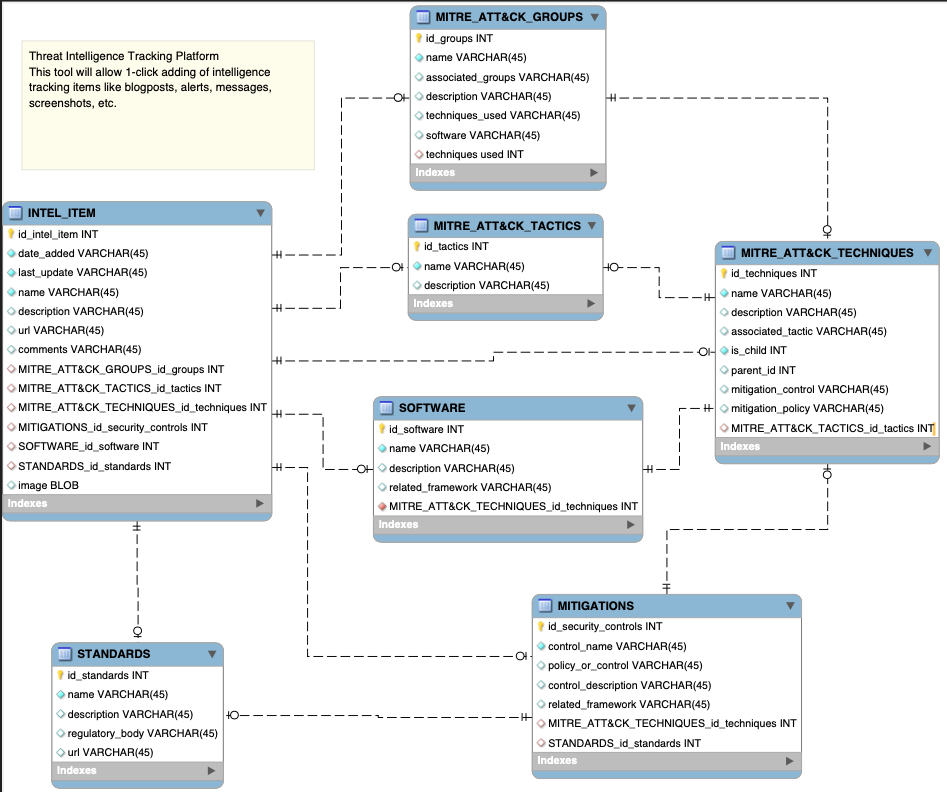 Threat Intelligence Tracking Platform
This tool will allow 1-click adding of intelligence
tracking items like blogposts, alerts, messages,
screenshots, etc.
MITRE_ATT&CK_GROUPS
id_groups INT
name VARCHAR(45)
associated_groups VARCHAR(45)
description VARCHAR(45)
techniques_used VARCHAR(45)
software VARCHAR(45)
techniques used INT
Indexes
INTEL_ITEM
id_intel_item INT
date_added VARCHAR(45)
last_update VARCHAR(45)
name VARCHAR(45)
description VARCHAR(45)
url VARCHAR(45)
comments VARCHAR(45)
MITRE_ATT&CK_GROUPS_id_groups INT
MITRE_ATT&CK_TACTICS_id_tactics INT
MITRE_ATT&CK_TECHNIQUES_id_techniques INT
MITIGATIONS_id_security_controls INT
SOFTWARE_id_software INT
STANDARDS_id_standards INT
image BLOB
Indexes
MITRE_ATT&CK_TACTICS
id_tactics INT
name VARCHAR(45)
description VARCHAR(45)
Indexes
MITRE_ATT&CK_TECHNIQUES
id_techniques INT
name VARCHAR(45)
description VARCHAR(45)
associated_tactic VARCHAR(45)
is_child INT
parent_id INT
mitigation_control VARCHAR(45)
mitigation_policy VARCHAR(45)
MITRE_ATT&CK_TACTICS_id_tactics INT
Indexes
SOFTWARE
id_software INT
name VARCHAR(45)
description VARCHAR(45)
related_framework VARCHAR(45)
MITRE_ATT&CK_TECHNIQUES_id_techniques INT
Indexes
MITIGATIONS
id_security_controls INT
control_name VARCHAR(45)
policy_or_control VARCHAR(45)
control_description VARCHAR(45)
related_framework VARCHAR(45)
MITRE_ATT&CK_TECHNIQUES_id_techniques INT
STANDARDS_id_standards INT
Indexes
STANDARDS
id_standards INT
name VARCHAR(45)
description VARCHAR(45)
regulatory_body VARCHAR(45)
url VARCHAR(45)
Indexes